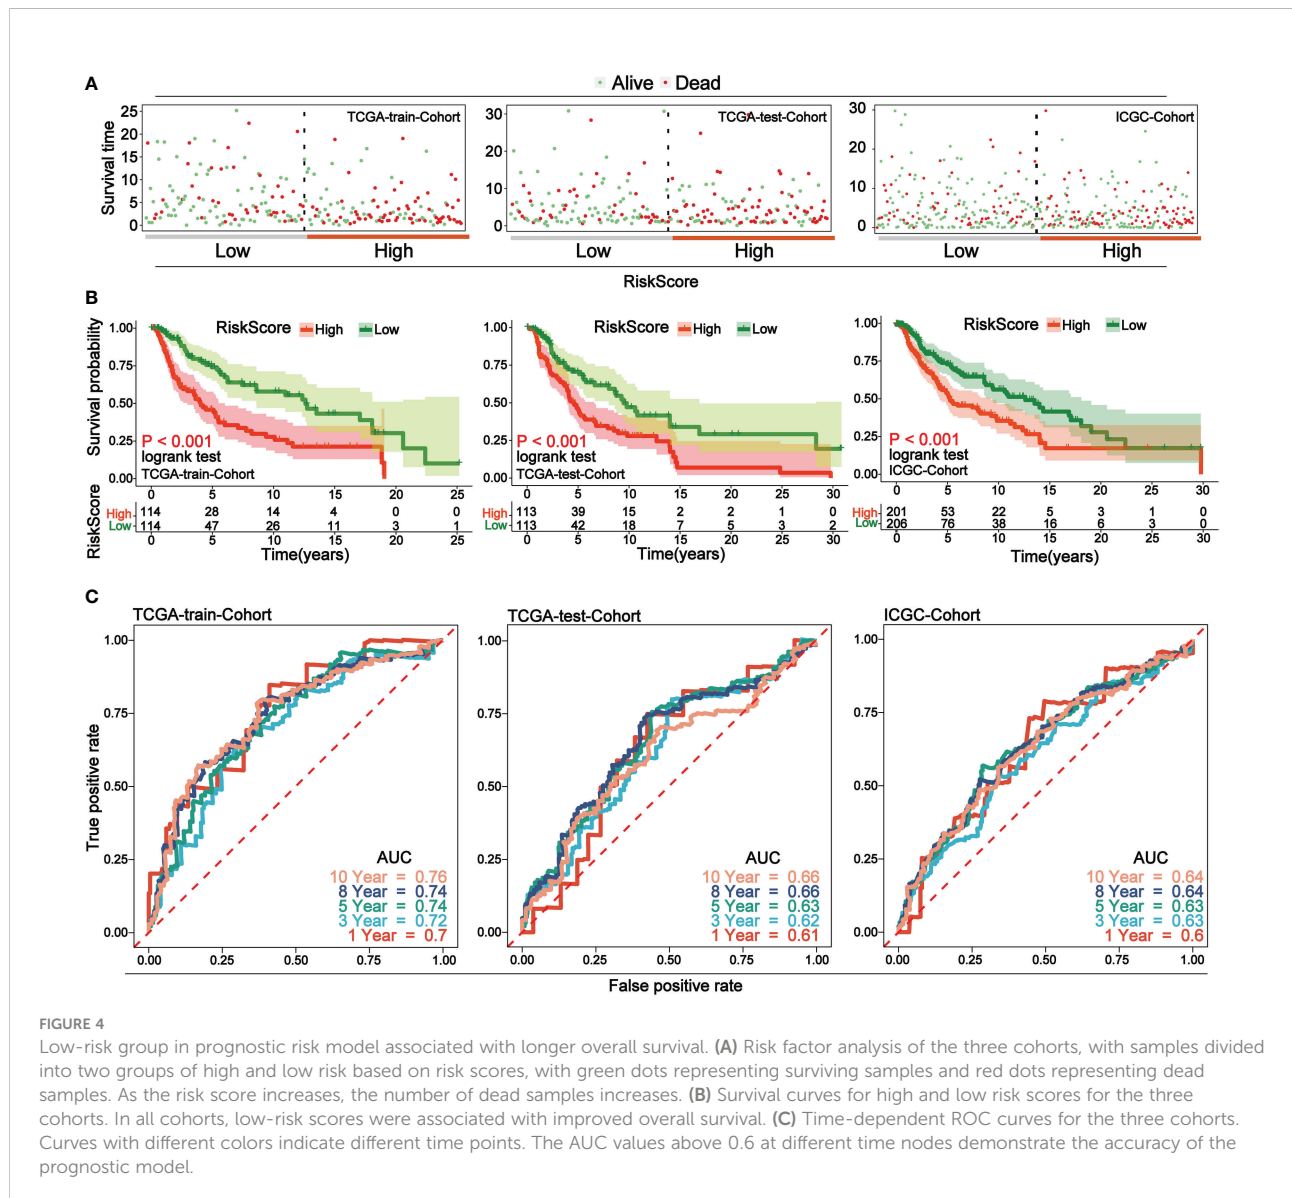 A
Alive Dead
Survival time
25
20
15
10
5
0
TCGA-train-Cohort
Low High
30
20
10
0
TCGA-test-Cohort
Low High
30
20
10
0
ICGC-Cohort
Low High
RiskScore
B
Survival probability
1.00
0.75
0.50
0.25
0.00
RiskScore High Low
P < 0.001
logrank test
TCGA-train-Cohort
0 5 10 15 20 25
RiskScore
High 114 28 14 4 0 0
Low 114 47 26 11 3 1
0 5 10 15 20 25
Time(years)
1.00
0.75
0.50
0.25
0.00
RiskScore High Low
P < 0.001
logrank test
TCGA-test-Cohort
0 5 10 15 20 25 30
High 113 39 15 2 2 1 0
Low 113 42 18 7 5 3 2
0 5 10 15 20 25 30
Time(years)
1.00
0.75
0.50
0.25
0.00
RiskScore High Low
P < 0.001
logrank test
ICGC-Cohort
0 5 10 15 20 25 30
High 201 53 22 5 3 1 0
Low 206 76 38 16 6 3 0
0 5 10 15 20 25 30
Time(years)
C
TCGA-train-Cohort
True positive rate
1.00
0.75
0.50
0.25
0.00
AUC
10 Year = 0.76
8 Year = 0.74
5 Year = 0.74
3 Year = 0.72
1 Year = 0.7
0.00 0.25 0.50 0.75 1.00
TCGA-test-Cohort
1.00
0.75
0.50
0.25
0.00
AUC
10 Year = 0.66
8 Year = 0.66
5 Year = 0.63
3 Year = 0.62
1 Year = 0.61
0.00 0.25 0.50 0.75 1.00
ICGC-Cohort
1.00
0.75
0.50
0.25
0.00
AUC
10 Year = 0.64
8 Year = 0.64
5 Year = 0.63
3 Year = 0.63
1 Year = 0.6
0.00 0.25 0.50 0.75 1.00
False positive rate
FIGURE 4
Low-risk group in prognostic risk model associated with longer overall survival. (A) Risk factor analysis of the three cohorts, with samples divided
into two groups of high and low risk based on risk scores, with green dots representing surviving samples and red dots representing dead
samples. As the risk score increases, the number of dead samples increases. (B) Survival curves for high and low risk scores for the three
cohorts. In all cohorts, low-risk scores were associated with improved overall survival. (C) Time-dependent ROC curves for the three cohorts.
Curves with different colors indicate different time points. The AUC values above 0.6 at different time nodes demonstrate the accuracy of the
prognostic model.